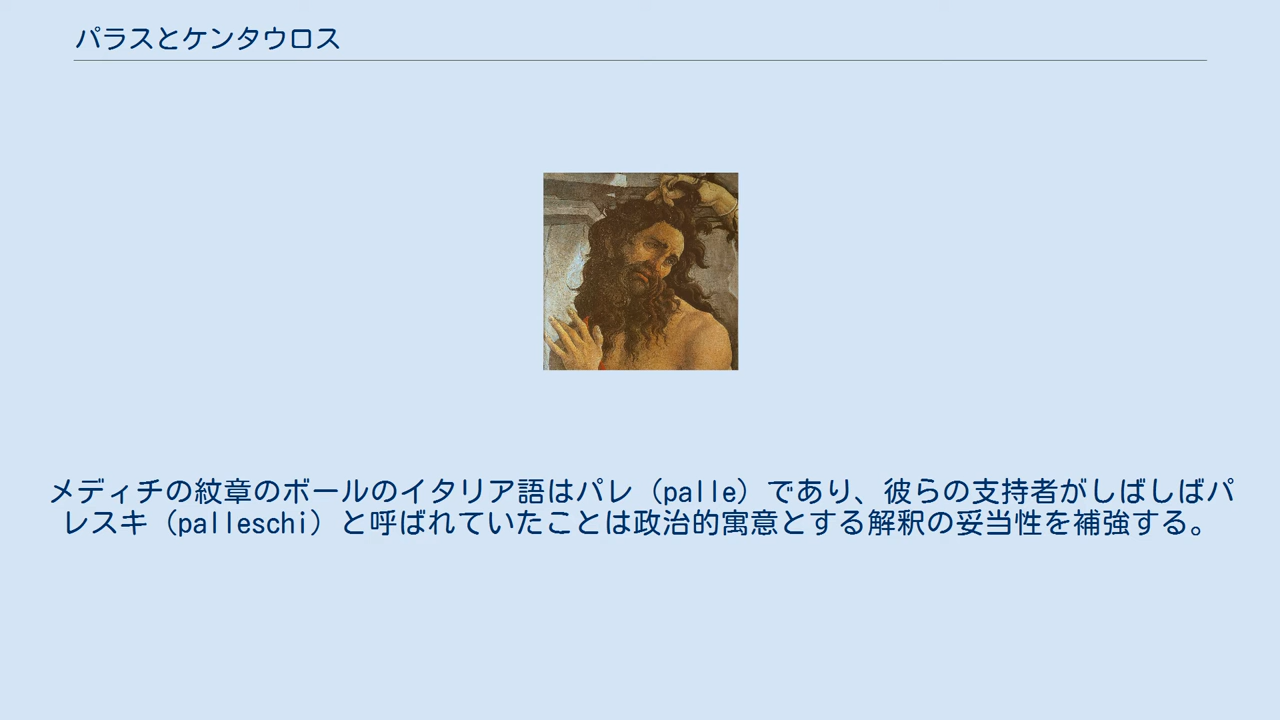 パラスとケンタウロス
メディチの紋章のボールのイタリア語はパレ（palle）であり、彼らの支持者がしばしばパ
レスキ（palleschi）と呼ばれていたことは政治的寓意とする解釈の妥当性を補強する。